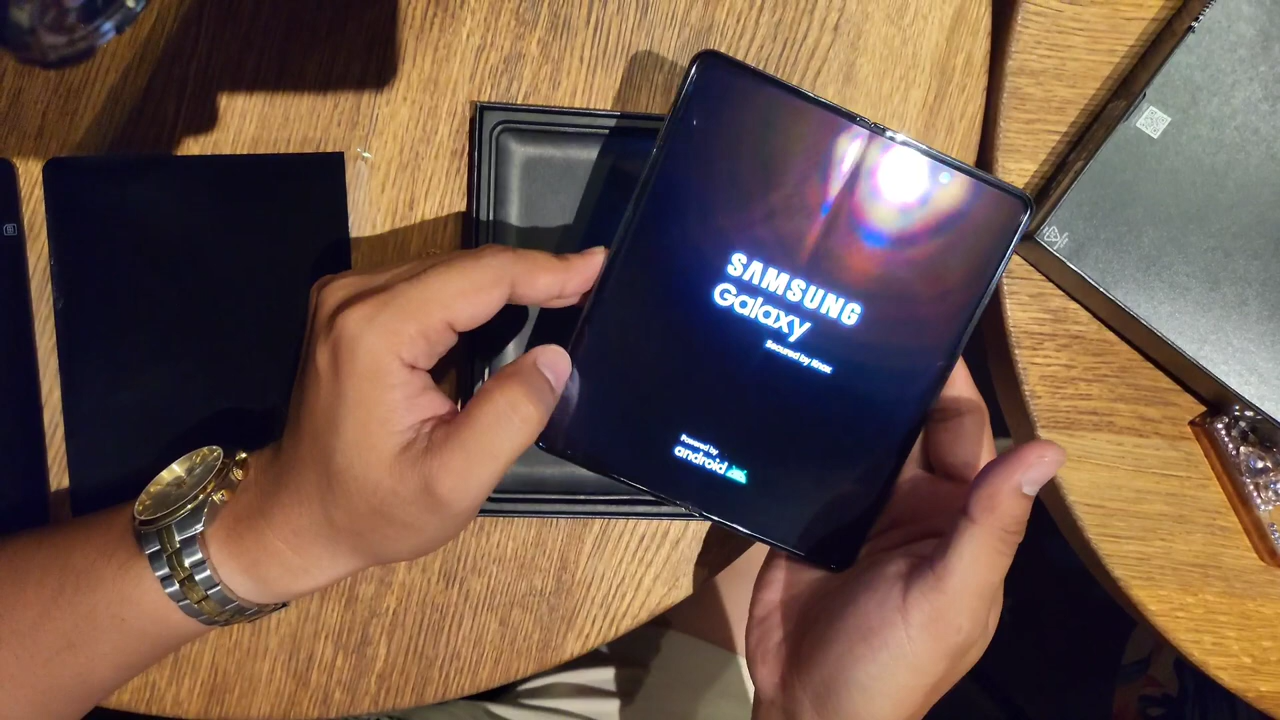 SAMSUNG
Galaxy
Secured by Knox
Powered by
android